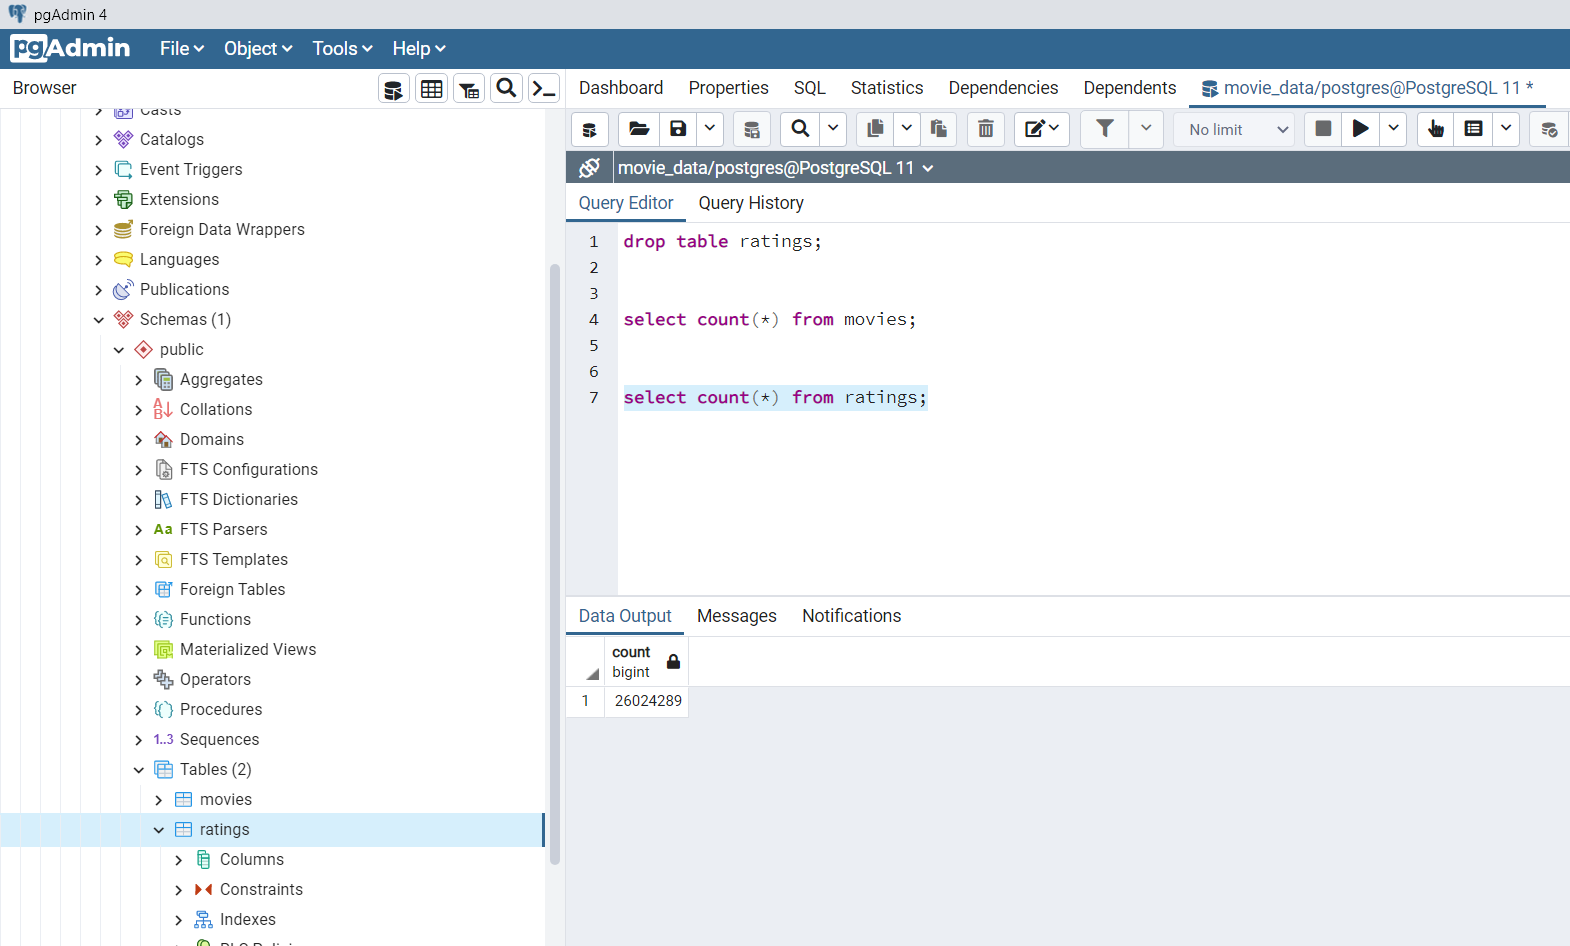 pgAdmin 4
pgAdmin File Object Tools Help
Browser
Dashboard Properties SQL Statistics Dependencies Dependents movie_data/postgres@PostgreSQL 11 *
No limit
movie_data/postgres@PostgreSQL 11
Query Editor Query History
1 drop table ratings;
2
3
4 select count(*) from movies;
5
6
7 select count(*) from ratings;
Data Output Messages Notifications
count
bigint
1 26024289
Casts
Catalogs
Event Triggers
Extensions
Foreign Data Wrappers
Languages
Publications
Schemas (1)
public
Aggregates
Collations
Domains
FTS Configurations
FTS Dictionaries
Aa FTS Parsers
FTS Templates
Foreign Tables
Functions
Materialized Views
Operators
Procedures
1..3 Sequences
Tables (2)
movies
ratings
Columns
Constraints
Indexes